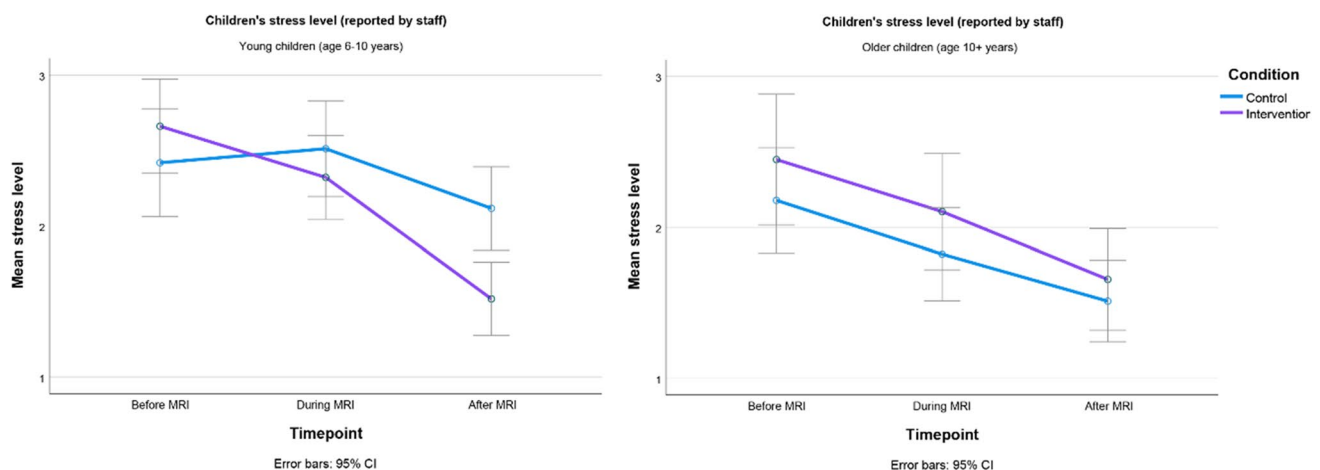 Children's stress level (reported by staff)
Young children (age 6-10 years)
3
2
1
Mean stress level
Before MRI
During MRI
After MRI
Timepoint
Error bars: 95% CI
Children's stress level (reported by staff)
Older children (age 10+ years)
3
2
1
Mean stress level
Before MRI
During MRI
After MRI
Timepoint
Error bars: 95% CI
Condition
Control
Interventior